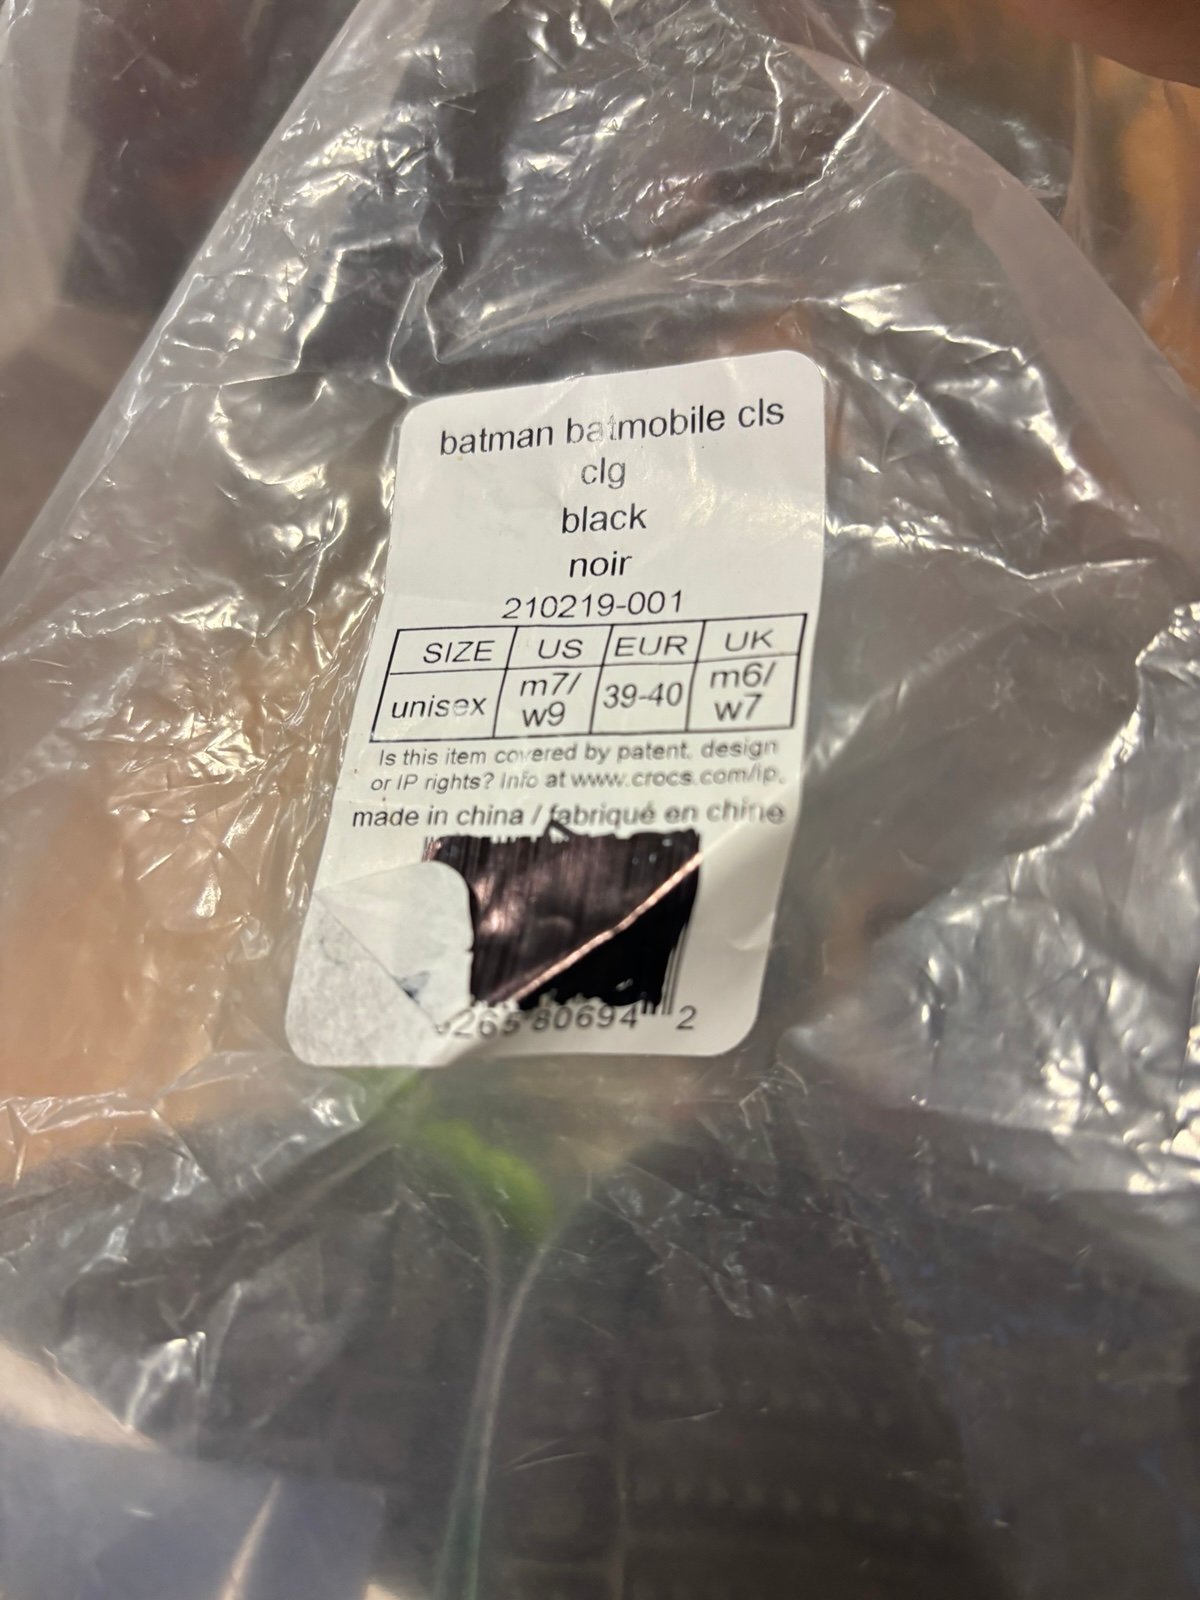 batman batmobile cls
clg
black
noir
210219-001
SIZE US EUR UK
unisex m7/ w9 39-40 m6/ w7
Is this item covered by patent, design
or IP rights? Info at www.crocs.com/ip.
made in china / fabriqué en chine
265 80694 2